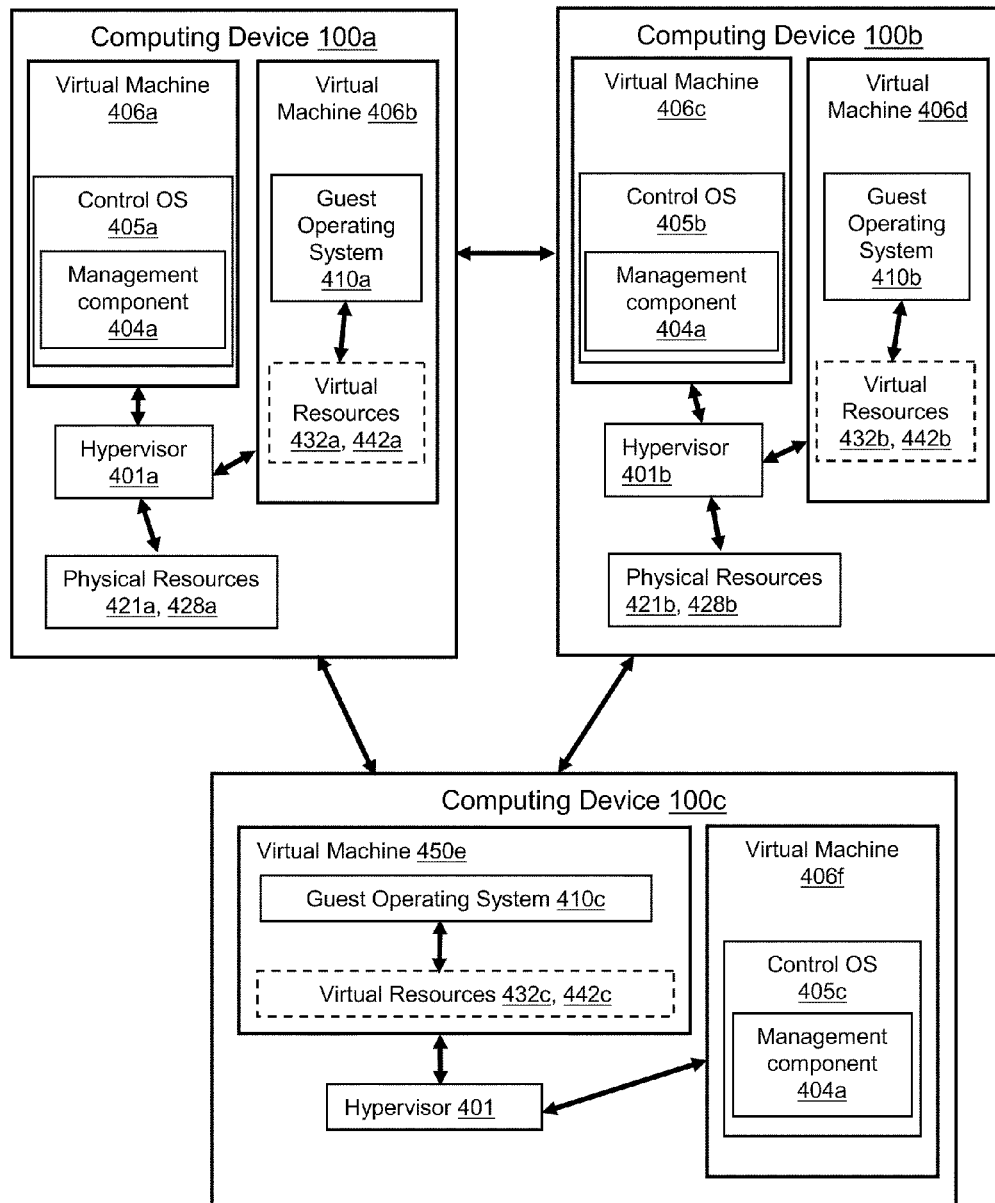 Computing Device 100a
Virtual Machine
406a
Control OS
405a
Management
component
404a
Virtual
Machine 406b
Guest
Operating
System
410a
Virtual
Resources
432a, 442a
Hypervisor
401a
Physical Resources
421a, 428a
Computing Device 100b
Virtual Machine
406c
Control OS
405b
Management
component
404a
Virtual
Machine 406d
Guest
Operating
System
410b
Virtual
Resources
432b, 442b
Hypervisor
401b
Physical Resources
421b, 428b
Computing Device 100c
Virtual Machine 450e
Guest Operating System 410c
Virtual Resources 432c, 442c
Hypervisor 401
Virtual Machine
406f
Control OS
405c
Management
component
404a